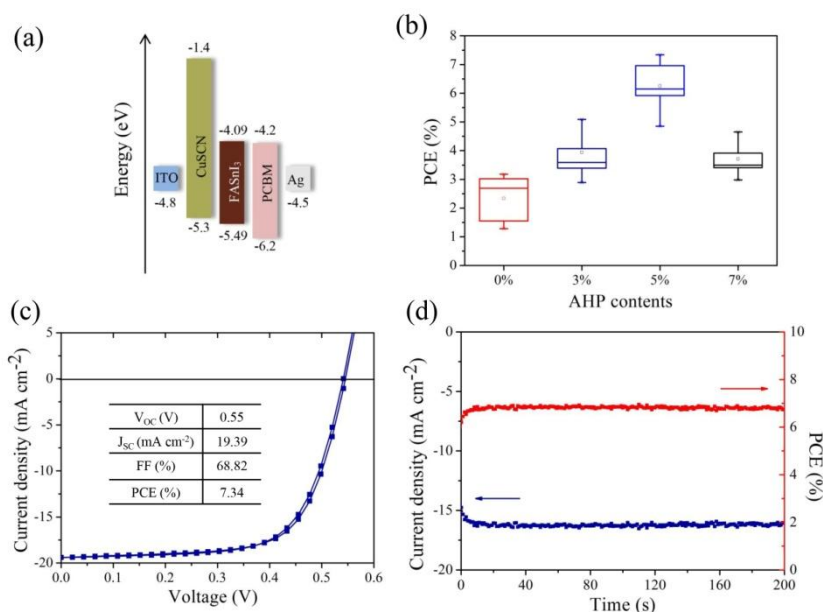 (a)
Energy (eV)
-1.4
-4.09
-4.2
ITO
CuSCN
FASnI₃
PCBM
Ag
-4.8
-4.5
-5.3
-5.49
-6.2
(b)
PCE (%)
8
7
6
5
4
3
2
1
0
0% 3% 5% 7%
AHP contents
(c)
Current density (mA cm⁻²)
5
0
-5
-10
-15
-20
V_OC (V) 0.55
J_SC (mA cm⁻²) 19.39
FF (%) 68.82
PCE (%) 7.34
0.0 0.1 0.2 0.3 0.4 0.5 0.6
Voltage (V)
(d)
Current density (mA cm⁻²)
0
-5
-10
-15
-20
10
8
6
4
2
0
PCE (%)
0 40 80 120 160 200
Time (s)